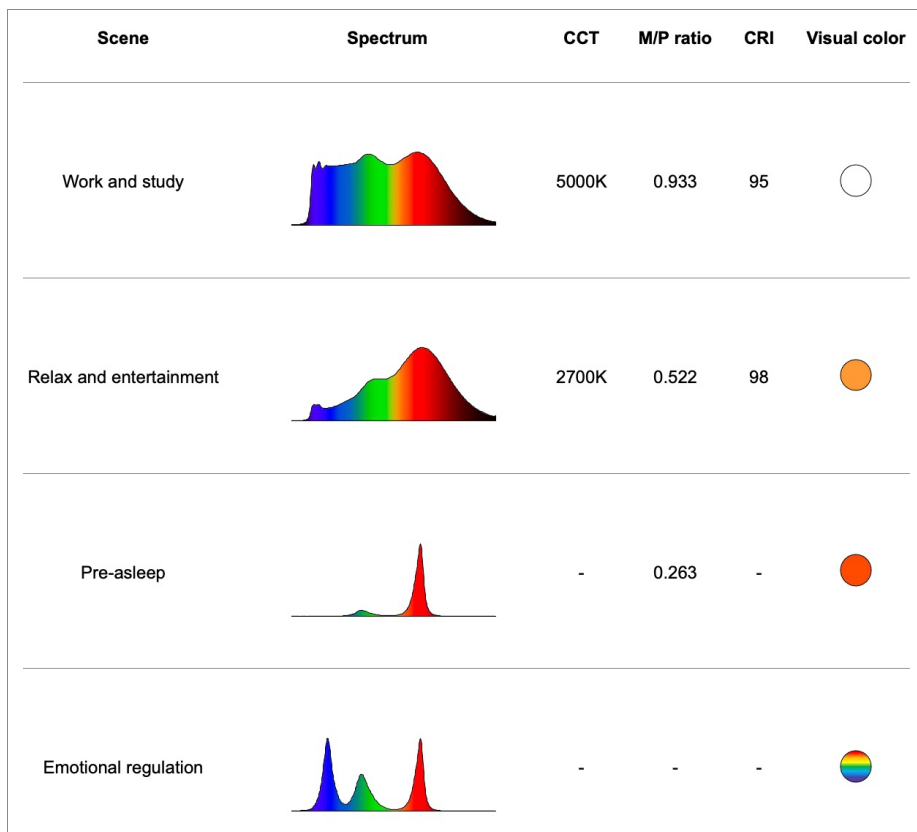 Scene Spectrum CCT M/P ratio CRI Visual color
Work and study 5000K 0.933 95
Relax and entertainment 2700K 0.522 98
Pre-asleep - 0.263 -
Emotional regulation - - -